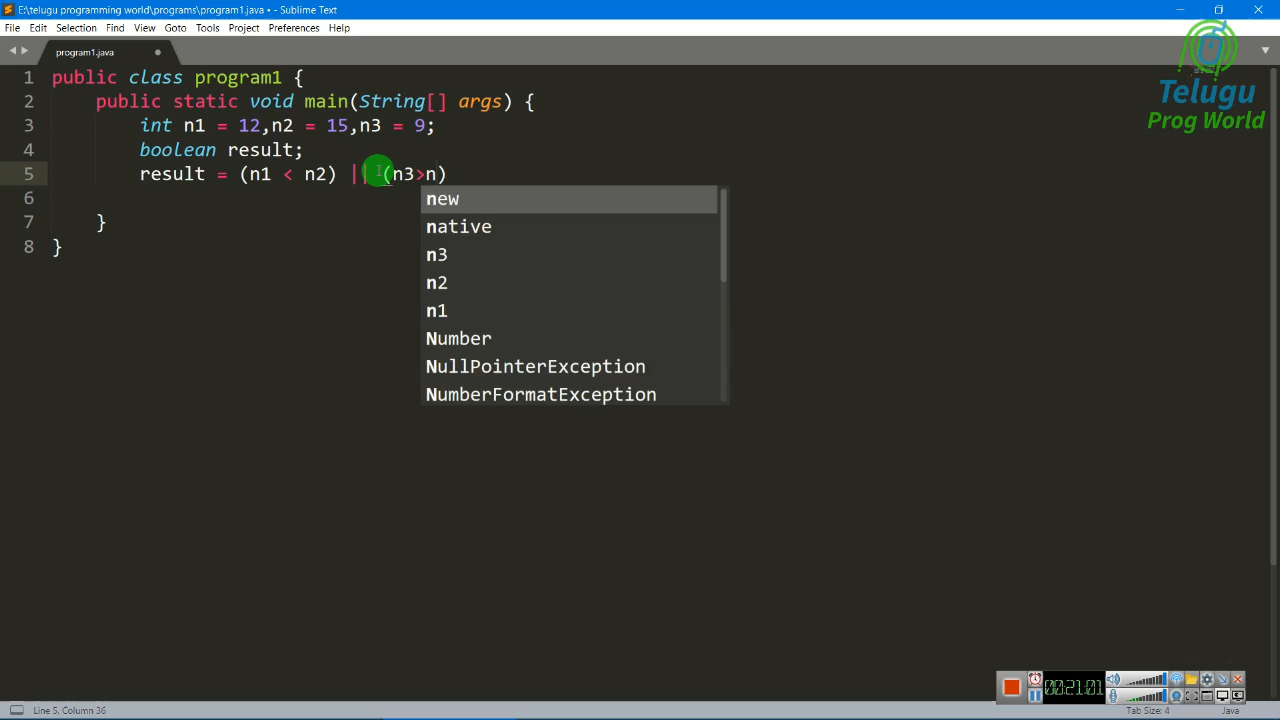 E:\telugu programming world\programs\program1.java • - Sublime Text
File Edit Selection Find View Goto Tools Project Preferences Help
program1.java
Telugu
Prog World
1 public class program1 {
2 public static void main(String[] args) {
3 int n1 = 12,n2 = 15,n3 = 9;
4 boolean result;
5 result = (n1 < n2) || (n3>n)
6
7 }
8 }
new
native
n3
n2
n1
Number
NullPointerException
NumberFormatException
00:21:01
Line 5, Column 36
Tab Size: 4
Java